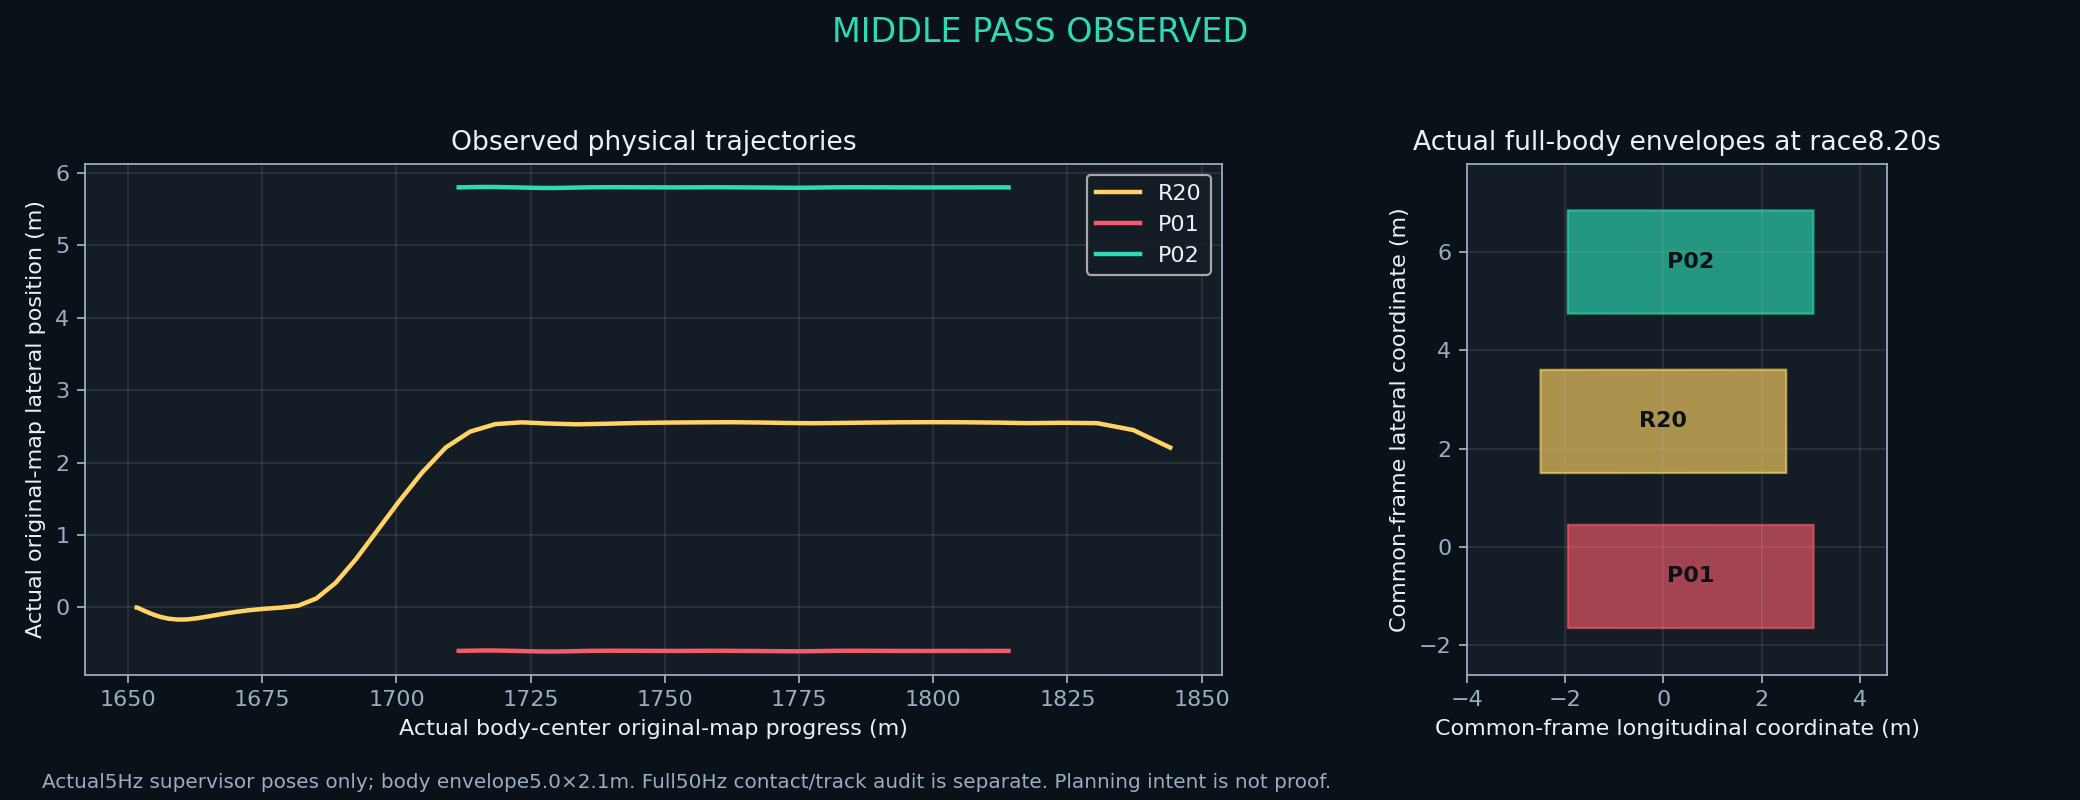 MIDDLE PASS OBSERVED
Observed physical trajectories
Actual original-map lateral position (m)
6
5
4
3
2
1
0
R20
P01
P02
1650 1675 1700 1725 1750 1775 1800 1825 1850
Actual body-center original-map progress (m)
Actual full-body envelopes at race8.20s
Common-frame lateral coordinate (m)
6
4
2
0
−2
P02
R20
P01
−4 −2 0 2 4
Common-frame longitudinal coordinate (m)
Actual5Hz supervisor poses only; body envelope5.0×2.1m. Full50Hz contact/track audit is separate. Planning intent is not proof.